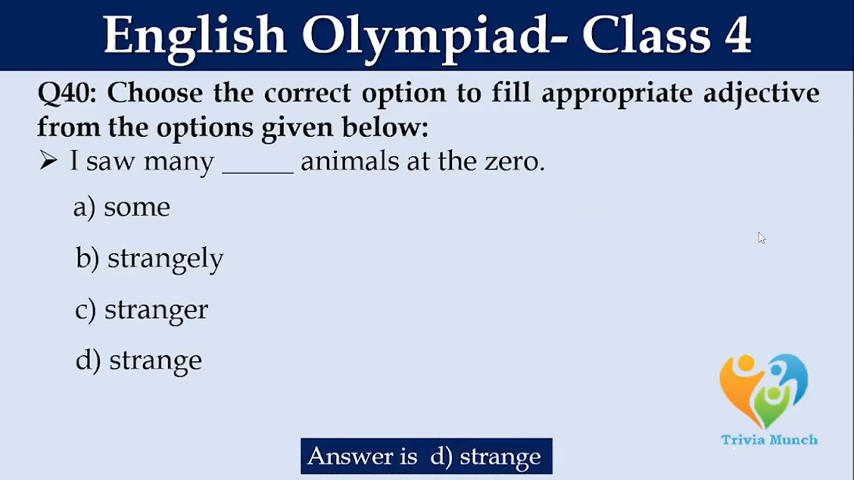 English Olympiad- Class 4
Q40: Choose the correct option to fill appropriate adjective
from the options given below:
➤ I saw many _____ animals at the zero.
a) some
b) strangely
c) stranger
d) strange
Trivia Munch
Answer is d) strange